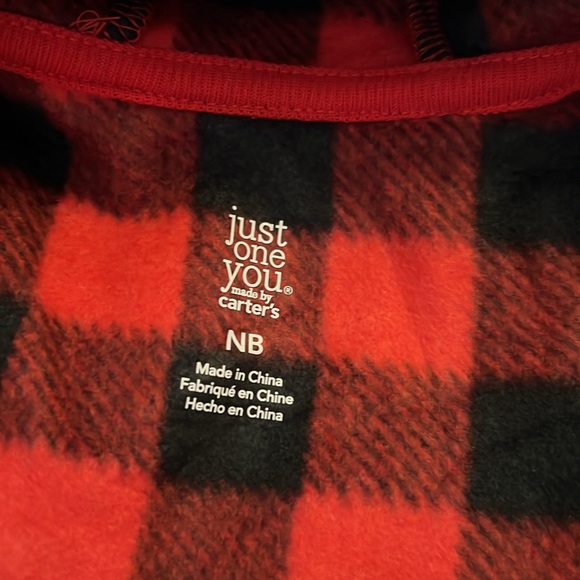 just
one
you®
made by
carter's
NB
Made in China
Fabriqué en Chine
Hecho en China